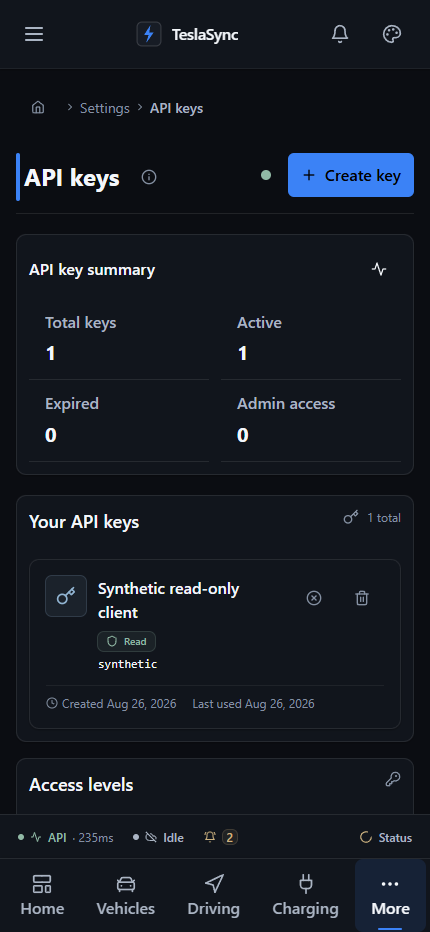 TeslaSync
Settings API keys
API keys
Create key
API key summary
Total keys Active
1 1
Expired Admin access
0 0
Your API keys 1 total
Synthetic read-only
client
Read
synthetic
Created Aug 26, 2026 Last used Aug 26, 2026
Access levels
API · 235ms Idle 2 Status
Home Vehicles Driving Charging More